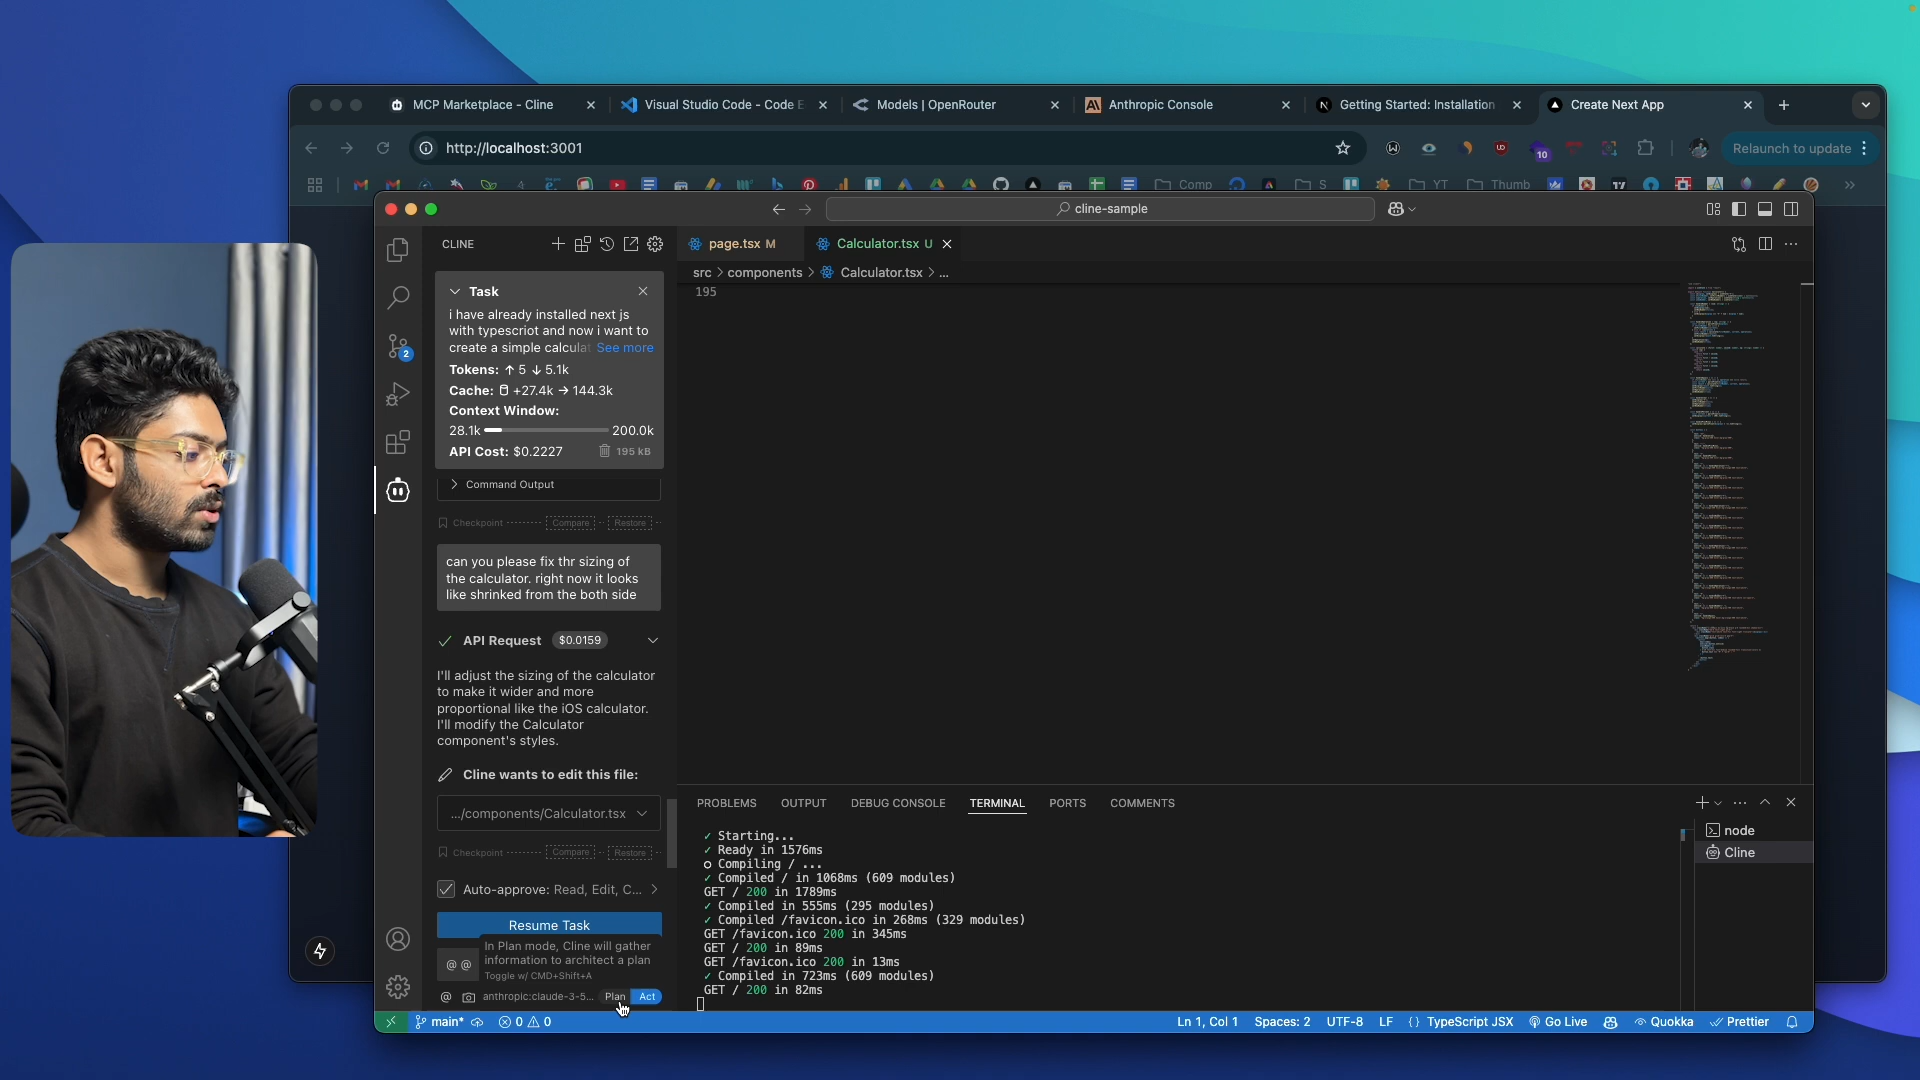 MCP Marketplace - Cline
Visual Studio Code - Code E
Models | OpenRouter
Anthropic Console
Getting Started: Installation
Create Next App
http://localhost:3001
10
Relaunch to update
Comp
S
YT
Thumb
cline-sample
CLINE
page.tsx M
Calculator.tsx U
src > components > Calculator.tsx > ...
195
2
Task
i have already installed next js
with typescriot and now i want to
create a simple calculat See more
Tokens: ↑ 5 ↓ 5.1k
Cache: +27.4k → 144.3k
Context Window:
28.1k 200.0k
API Cost: $0.2227 195 kB
Command Output
Checkpoint Compare Restore
can you please fix thr sizing of
the calculator. right now it looks
like shrinked from the both side
API Request $0.0159
I'll adjust the sizing of the calculator
to make it wider and more
proportional like the iOS calculator.
I'll modify the Calculator
component's styles.
Cline wants to edit this file:
.../components/Calculator.tsx
Checkpoint Compare Restore
Auto-approve: Read, Edit, C...
Resume Task
In Plan mode, Cline will gather
information to architect a plan
Toggle w/ CMD+Shift+A
@ @
@ anthropic:claude-3-5... Plan Act
PROBLEMS OUTPUT DEBUG CONSOLE TERMINAL PORTS COMMENTS
✓ Starting...
✓ Ready in 1576ms
○ Compiling / ...
✓ Compiled / in 1068ms (609 modules)
GET / 200 in 1789ms
✓ Compiled in 555ms (295 modules)
✓ Compiled /favicon.ico in 268ms (329 modules)
GET /favicon.ico 200 in 345ms
GET / 200 in 89ms
GET /favicon.ico 200 in 13ms
✓ Compiled in 723ms (609 modules)
GET / 200 in 82ms
node
Cline
main* 0 0
Ln 1, Col 1 Spaces: 2 UTF-8 LF {} TypeScript JSX Go Live Quokka Prettier